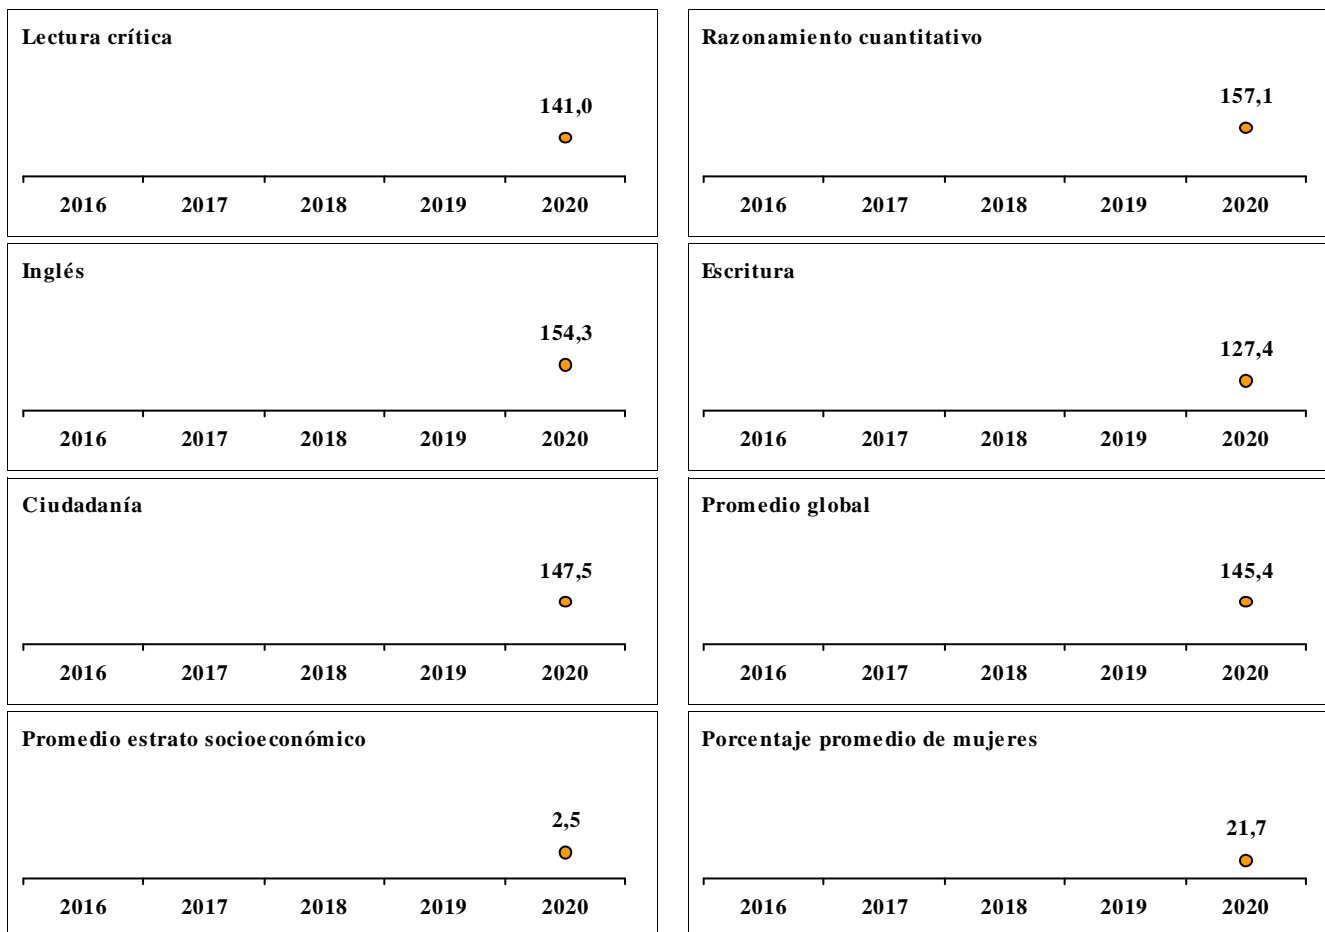 Lectura crítica
141,0
2016 2017 2018 2019 2020
Razonamiento cuantitativo
157,1
2016 2017 2018 2019 2020
Inglés
154,3
2016 2017 2018 2019 2020
Escritura
127,4
2016 2017 2018 2019 2020
Ciudadanía
147,5
2016 2017 2018 2019 2020
Promedio global
145,4
2016 2017 2018 2019 2020
Promedio estrato socioeconómico
2,5
2016 2017 2018 2019 2020
Porcentaje promedio de mujeres
21,7
2016 2017 2018 2019 2020